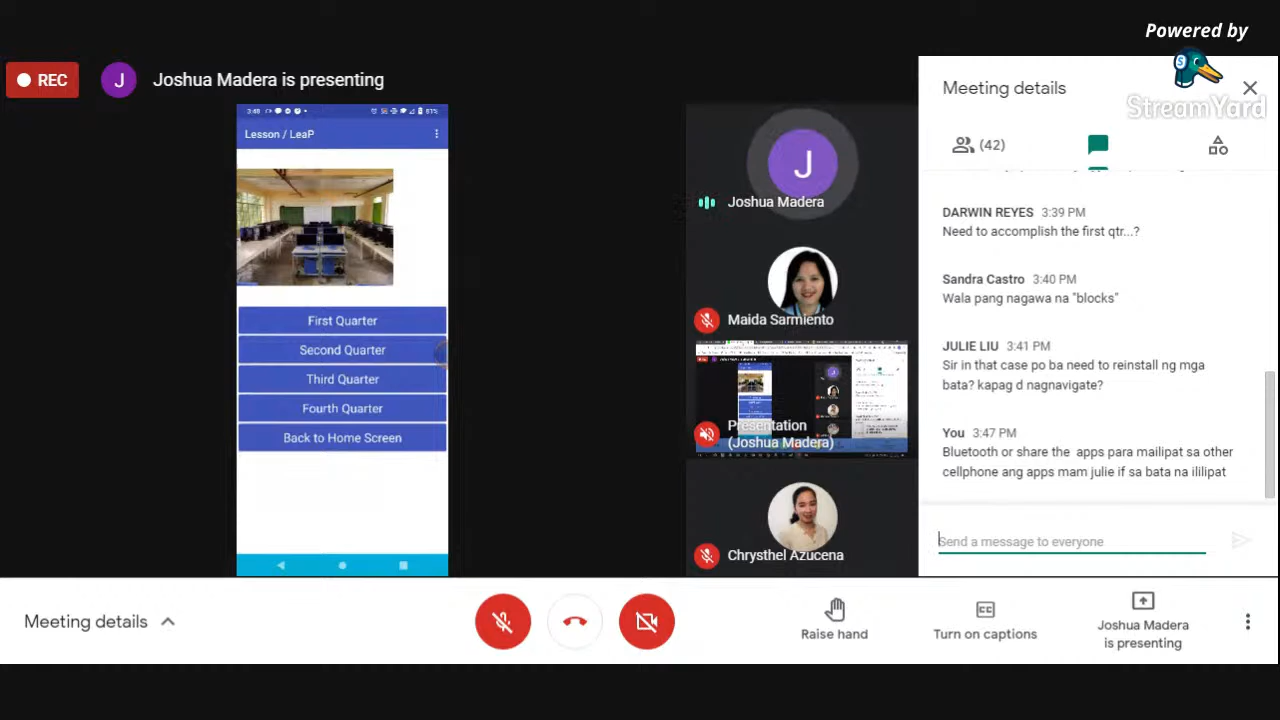 Powered by
StreamYard
REC
J
Joshua Madera is presenting
3:48
81%
Lesson / LeaP
First Quarter
Second Quarter
Third Quarter
Fourth Quarter
Back to Home Screen
J
Joshua Madera
Maida Sarmiento
Presentation
(Joshua Madera)
Chrysthel Azucena
Meeting details
(42)
DARWIN REYES 3:39 PM
Need to accomplish the first qtr...?
Sandra Castro 3:40 PM
Wala pang nagawa na "blocks"
JULIE LIU 3:41 PM
Sir in that case po ba need to reinstall ng mga
bata? kapag d nagnavigate?
You 3:47 PM
Bluetooth or share the apps para mailipat sa other
cellphone ang apps mam julie if sa bata na ililipat
Send a message to everyone
Meeting details
Raise hand
Turn on captions
Joshua Madera
is presenting